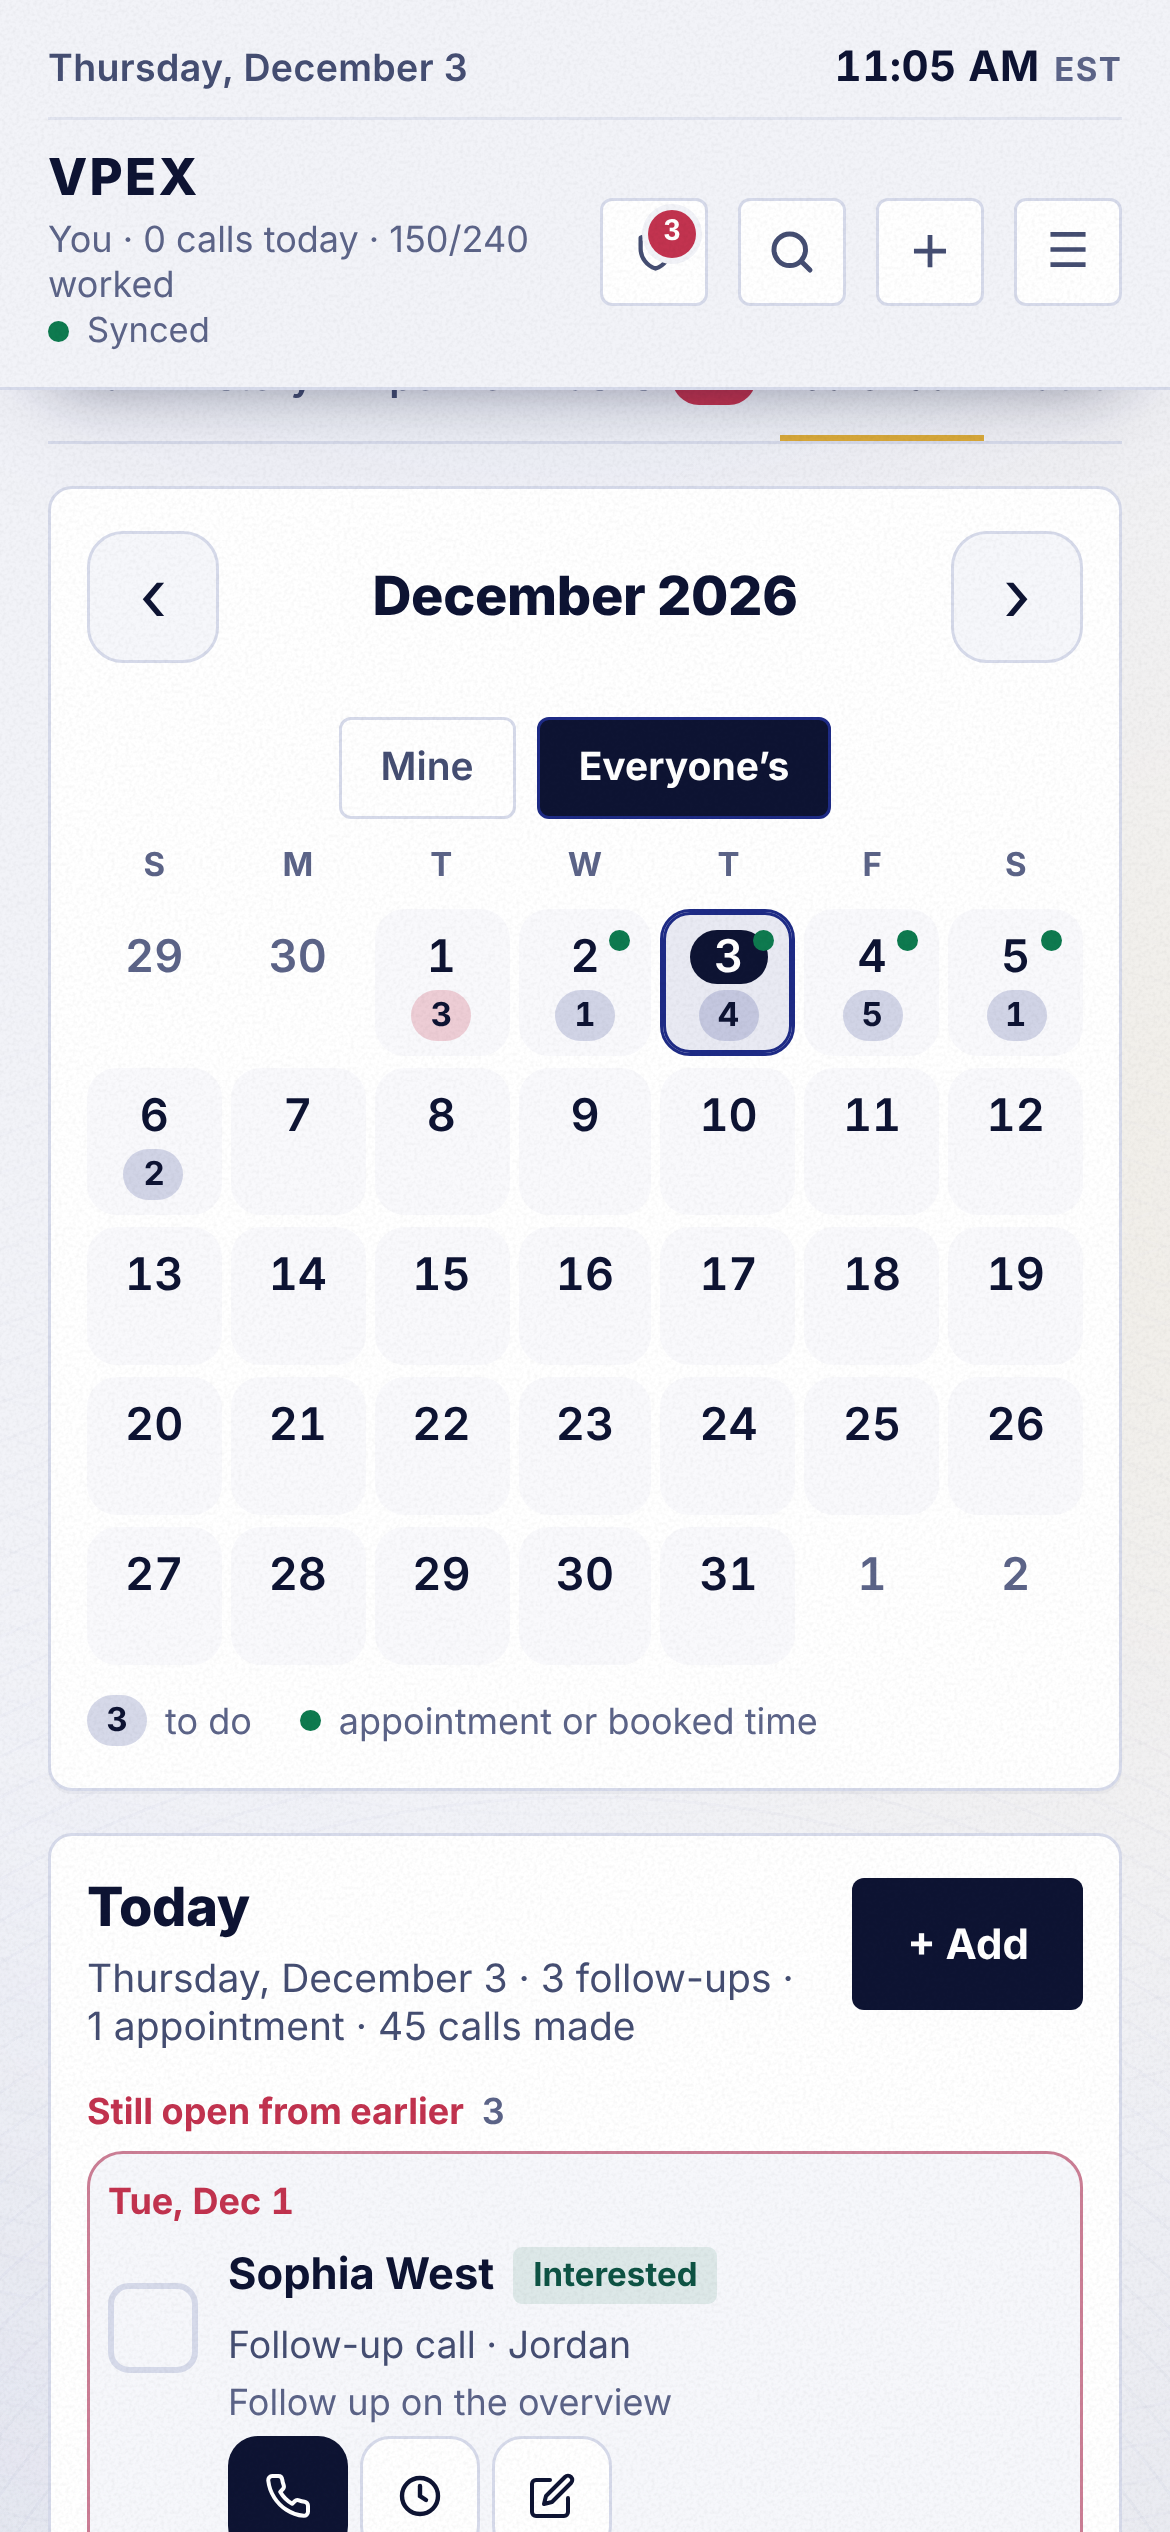 Thursday, December 3
11:05 AM EST
VPEX
You · 0 calls today · 150/240
worked
Synced
3
‹
December 2026
›
Mine
Everyone’s
S M T W T F S
29 30 1 2 3 4 5
3 1 4 5 1
6 7 8 9 10 11 12
2
13 14 15 16 17 18 19
20 21 22 23 24 25 26
27 28 29 30 31 1 2
3 to do
appointment or booked time
Today
+ Add
Thursday, December 3 · 3 follow-ups ·
1 appointment · 45 calls made
Still open from earlier 3
Tue, Dec 1
Sophia West
Interested
Follow-up call · Jordan
Follow up on the overview